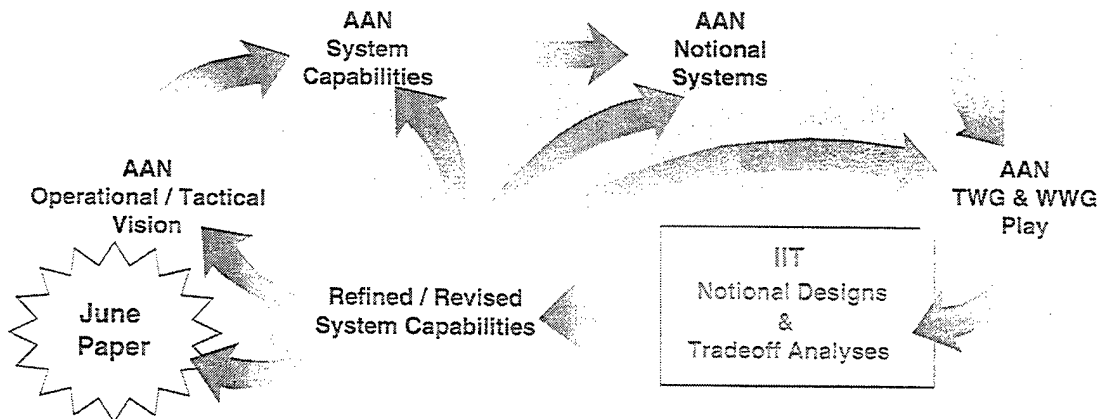 AAN
System
Capabilities
AAN
Notional
Systems
AAN
TWG & WWG
Play
AAN
Operational / Tactical
Vision
June
Paper
Refined / Revised
System Capabilities
IIT
Notional Designs
&
Tradeoff Analyses